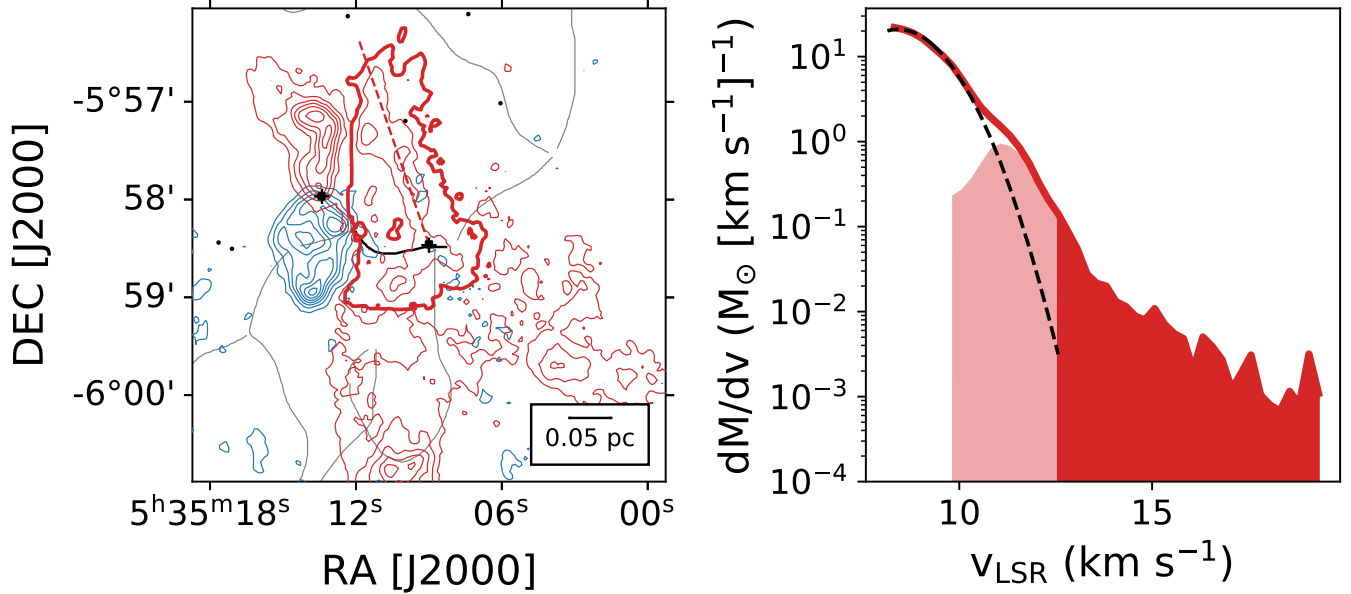 DEC [J2000]
-5°57'
58'
59'
-6°00'
0.05 pc
5ʰ35ᵐ18ˢ 12ˢ 06ˢ 00ˢ
RA [J2000]
dM/dv (M☉ [km s⁻¹]⁻¹)
10¹
10⁰
10⁻¹
10⁻²
10⁻³
10⁻⁴
10 15
v_LSR (km s⁻¹)